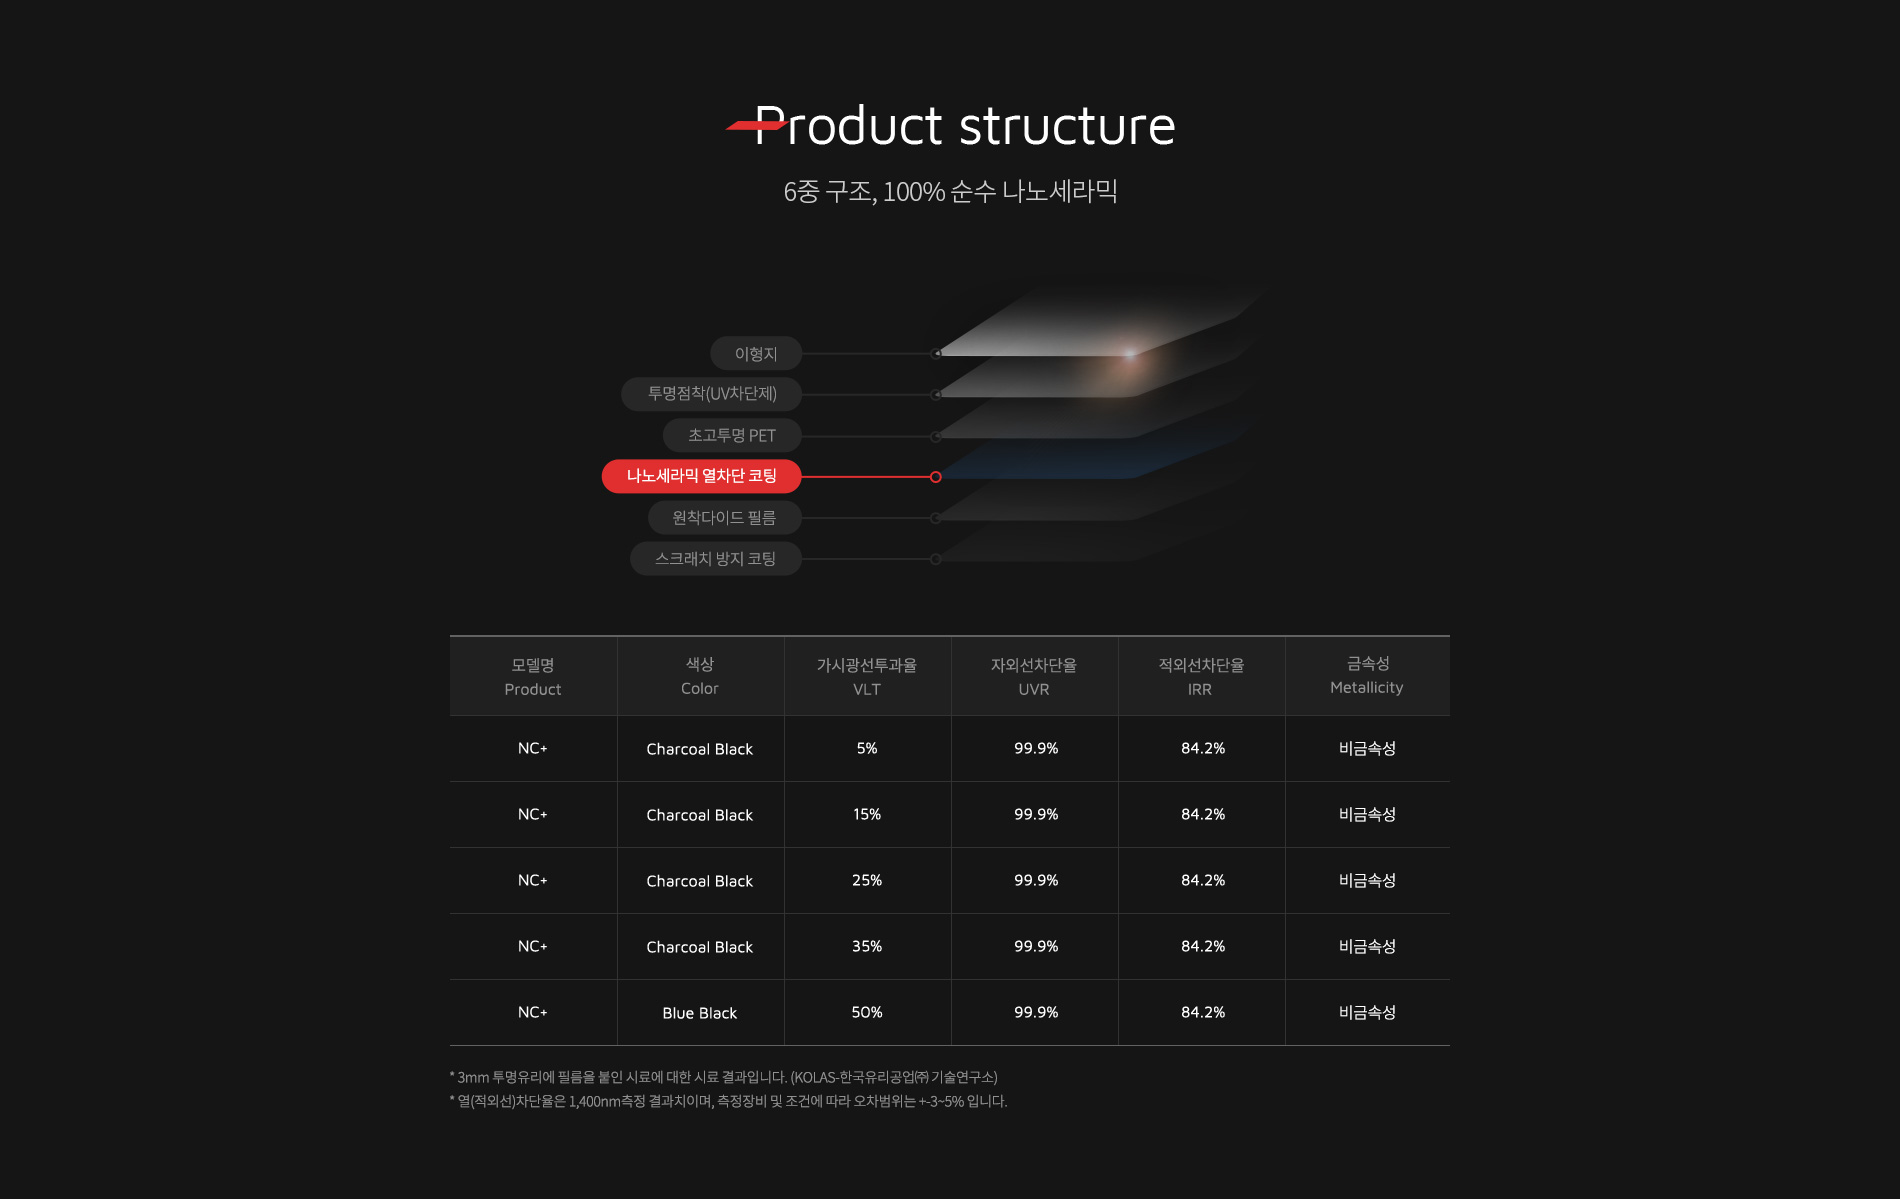 Product structure
6중 구조, 100% 순수 나노세라믹
이형지
투명점착(UV차단제)
초고투명 PET
나노세라믹 열차단 코팅
원착다이드 필름
스크래치 방지 코팅
모델명 색상 가시광선투과율 자외선차단율 적외선차단율 금속성
Product Color VLT UVR IRR Metallicity
NC+ Charcoal Black 5% 99.9% 84.2% 비금속성
NC+ Charcoal Black 15% 99.9% 84.2% 비금속성
NC+ Charcoal Black 25% 99.9% 84.2% 비금속성
NC+ Charcoal Black 35% 99.9% 84.2% 비금속성
NC+ Blue Black 50% 99.9% 84.2% 비금속성
* 3mm 투명유리에 필름을 붙인 시료에 대한 시료 결과입니다. (KOLAS-한국유리공업㈜ 기술연구소)
* 열(적외선)차단율은 1,400nm측정 결과치이며, 측정장비 및 조건에 따라 오차범위는 +-3~5% 입니다.